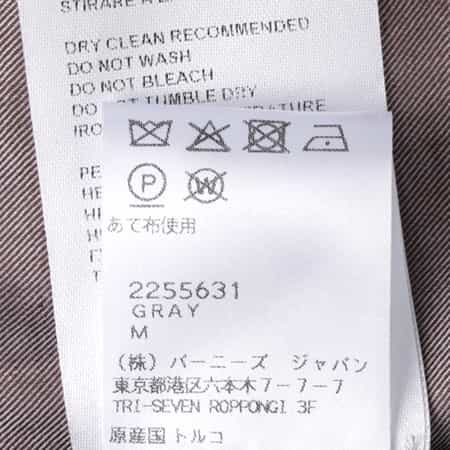 DRY CLEAN RECOMMENDED
DO NOT WASH
DO NOT BLEACH
TUMBLE DRY
P
W
あて布使用
2255631
GRAY
M
(株) バーニーズ ジャパン
東京都港区六本木7-7-7
TRI-SEVEN ROPPONGI 3F
原産国 トルコ